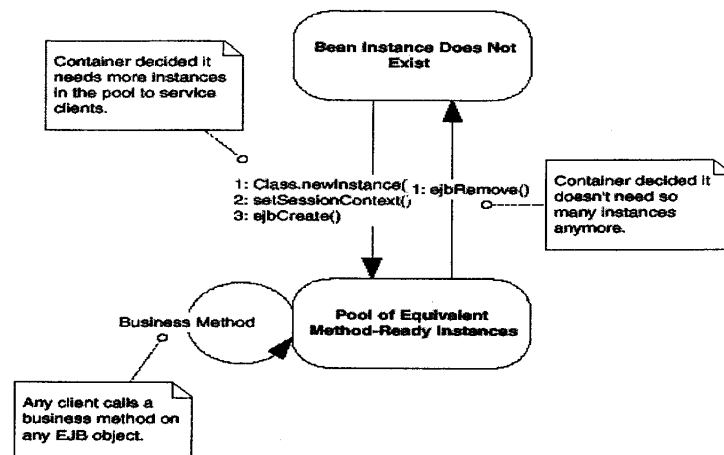 Bean Instance Does Not
Exist
Container decided it
needs more instances
in the pool to service
clients.
1: Class.newInstance(
2: setSessionContext()
3: ejbCreate()
1: ejbRemove()
Container decided it
doesn't need so
many instances
anymore.
Business Method
Pool of Equivalent
Method-Ready Instances
Any client calls a
business method on
any EJB object.